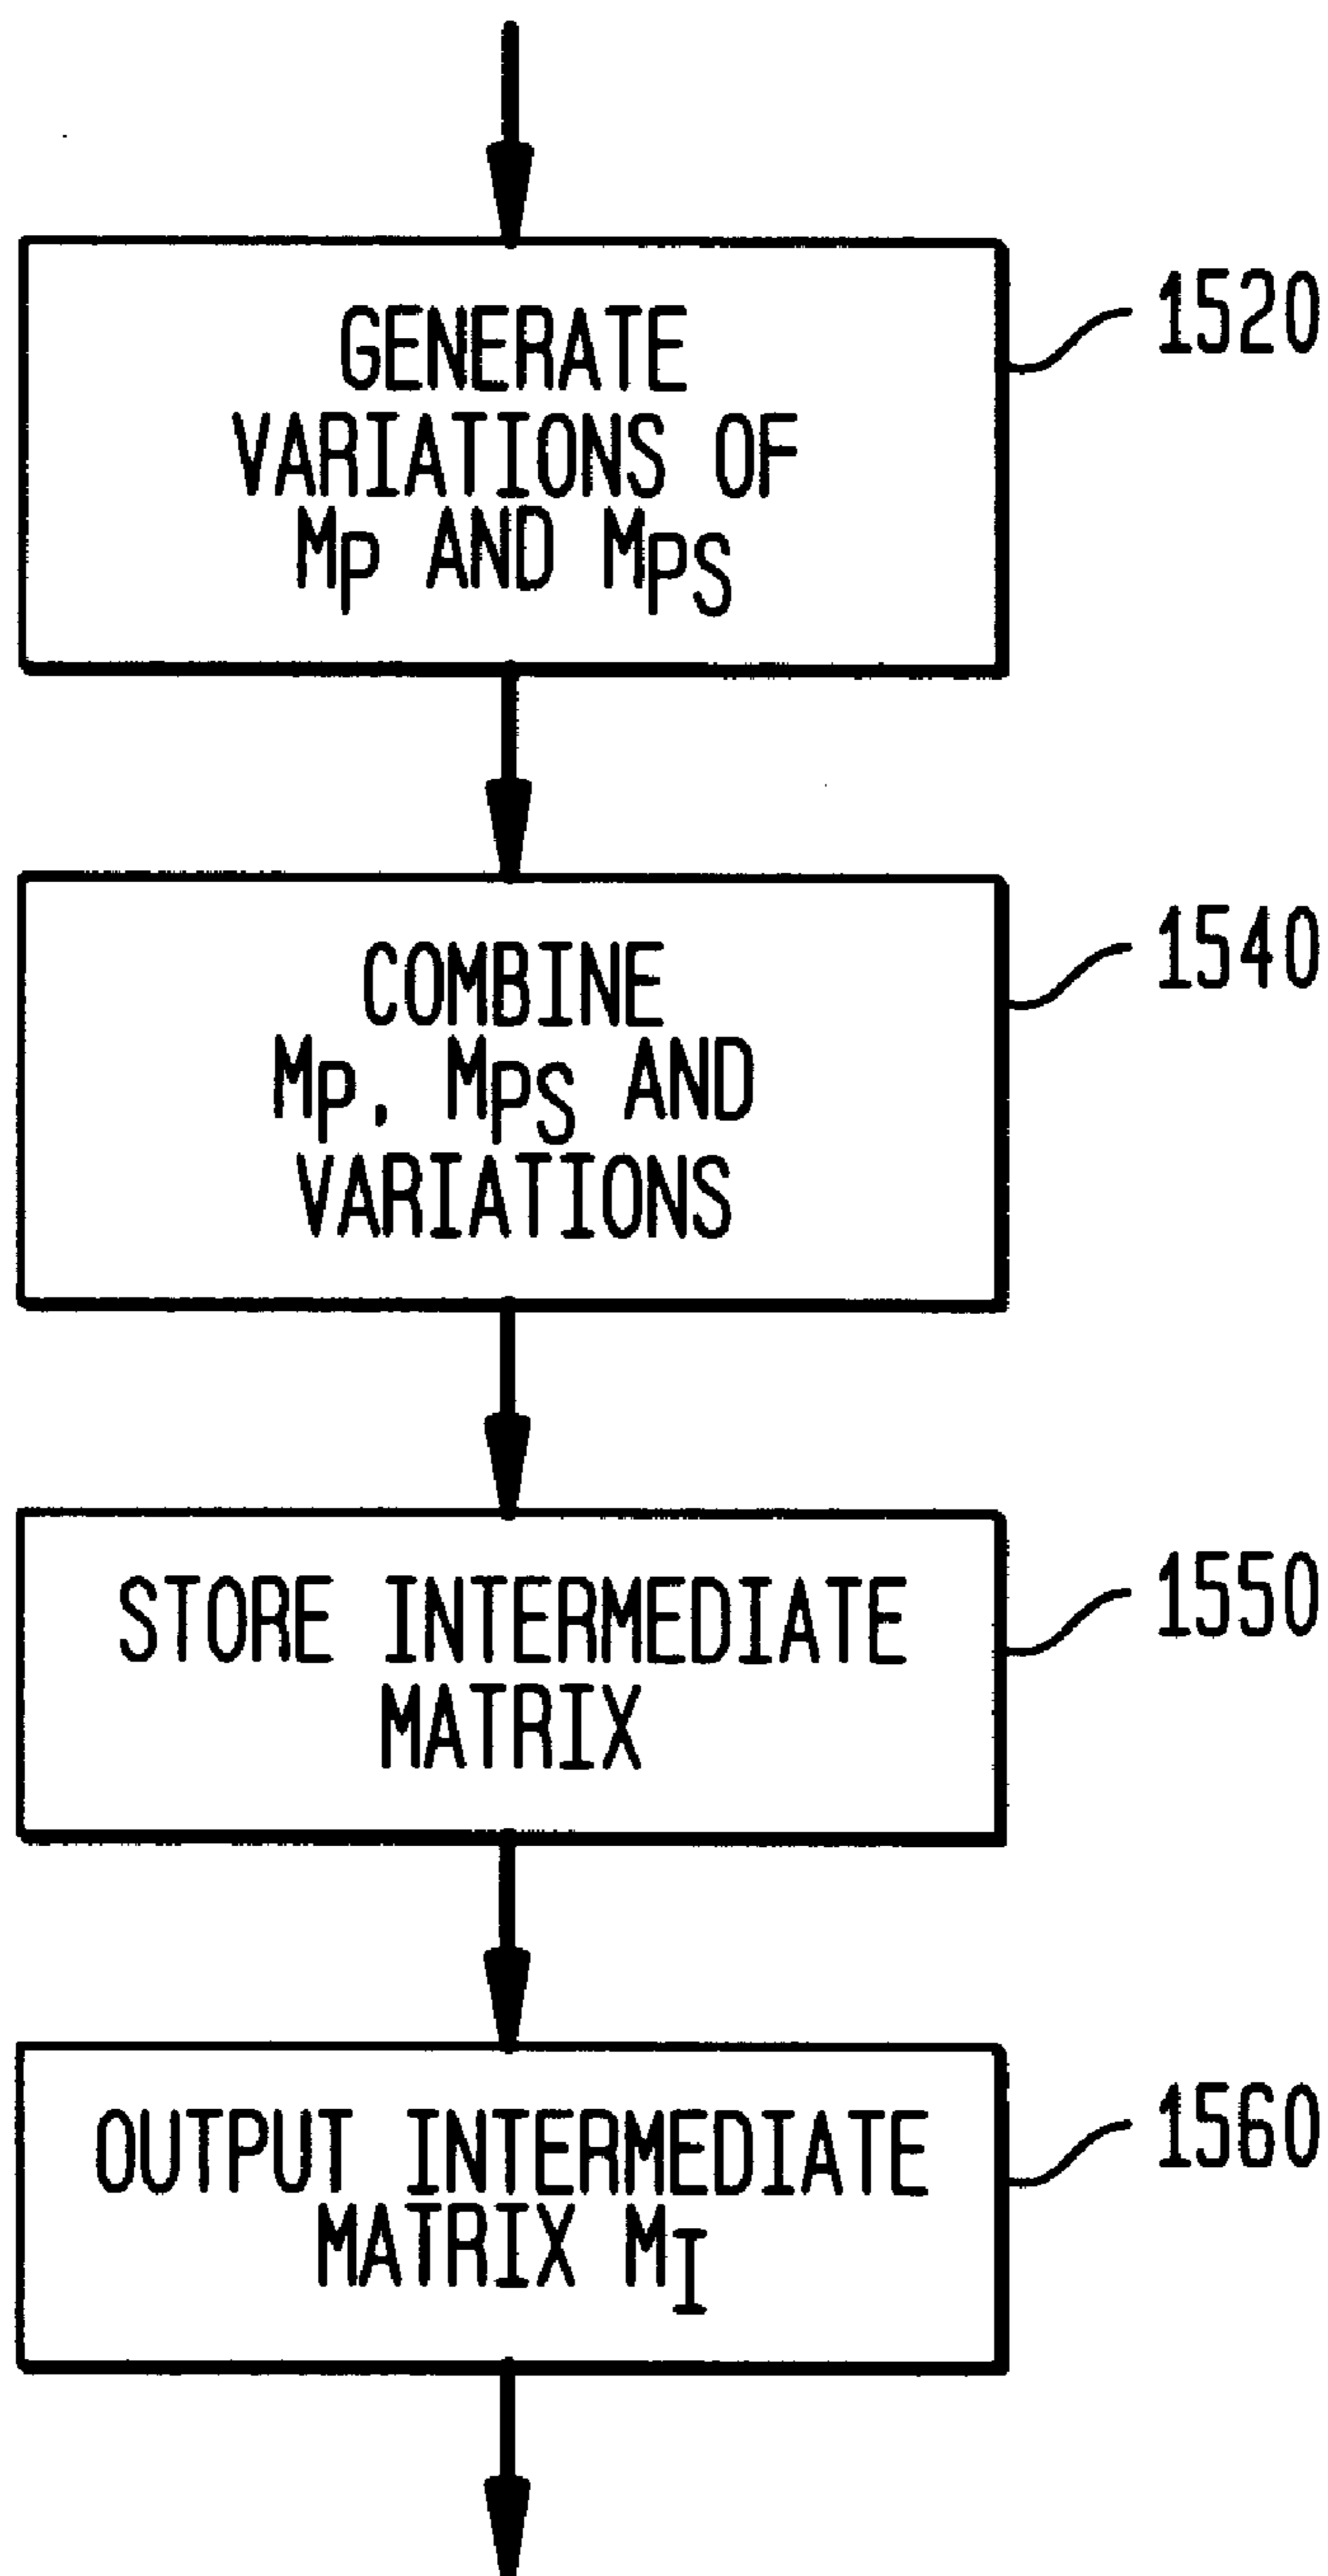 GENERATE
VARIATIONS OF
MP AND MPS
1520
COMBINE
MP, MPS AND
VARIATIONS
1540
STORE INTERMEDIATE
MATRIX
1550
OUTPUT INTERMEDIATE
MATRIX MI
1560